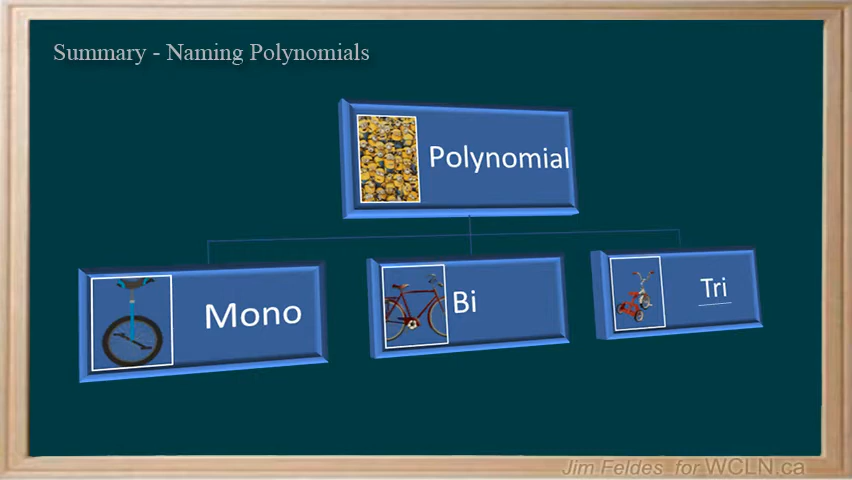 Summary - Naming Polynomials
Polynomial
Mono
Bi
Tri
Jim Feldes for WCLN.ca